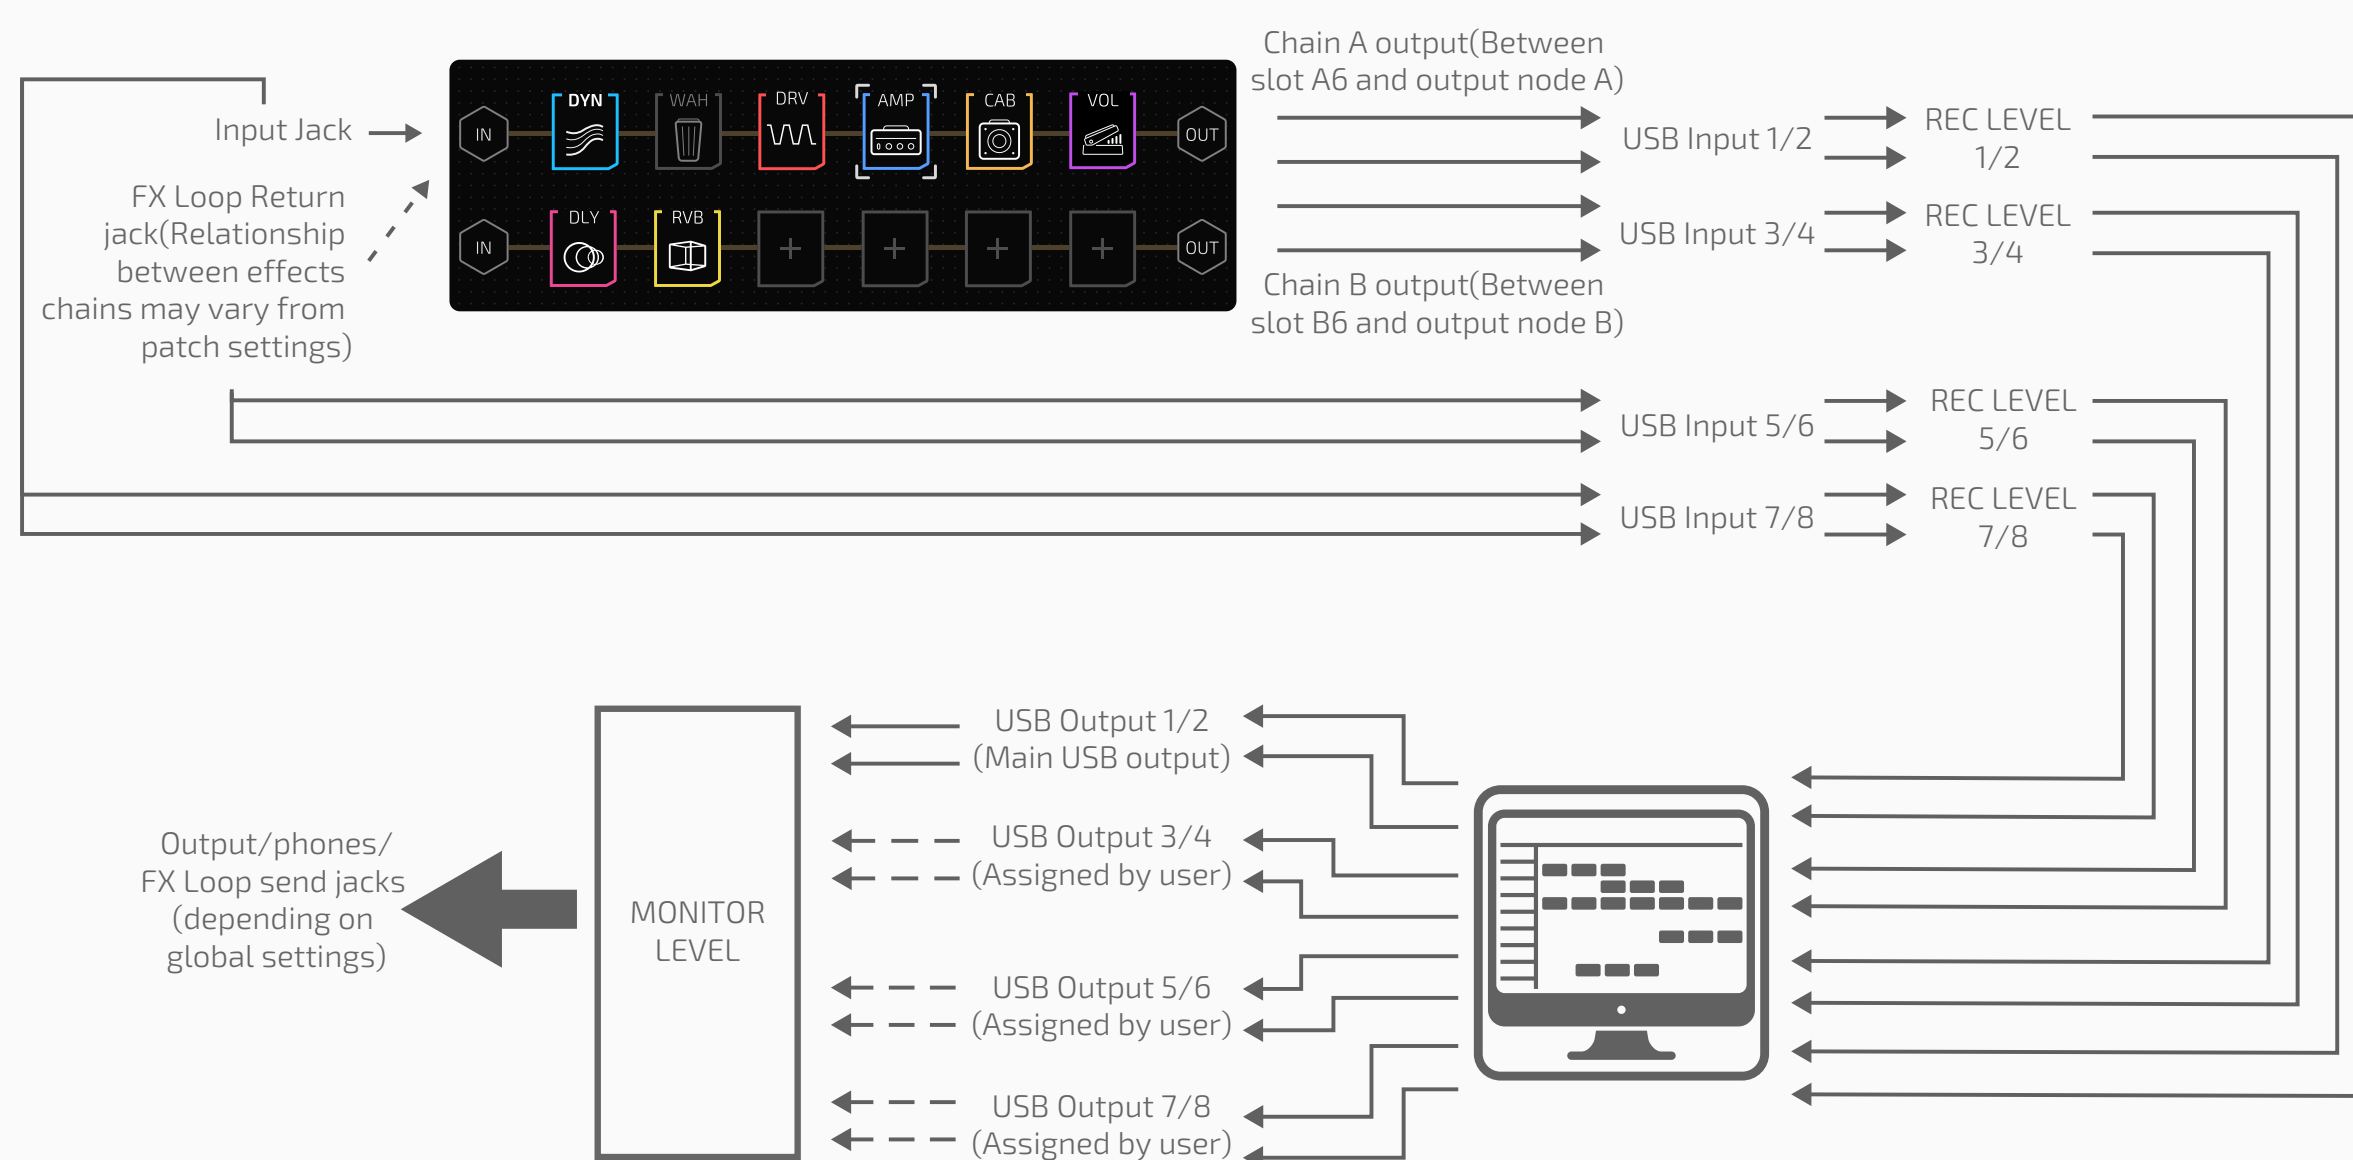 Chain A output(Between
slot A6 and output node A)
Input Jack
IN
DYN
WAH
DRV
AMP
CAB
VOL
OUT
USB Input 1/2
REC LEVEL
1/2
FX Loop Return
jack(Relationship
between effects
chains may vary from
patch settings)
IN
DLY
RVB
OUT
USB Input 3/4
REC LEVEL
3/4
Chain B output(Between
slot B6 and output node B)
USB Input 5/6
REC LEVEL
5/6
USB Input 7/8
REC LEVEL
7/8
USB Output 1/2
(Main USB output)
USB Output 3/4
(Assigned by user)
Output/phones/
FX Loop send jacks
(depending on
global settings)
MONITOR
LEVEL
USB Output 5/6
(Assigned by user)
USB Output 7/8
(Assigned by user)